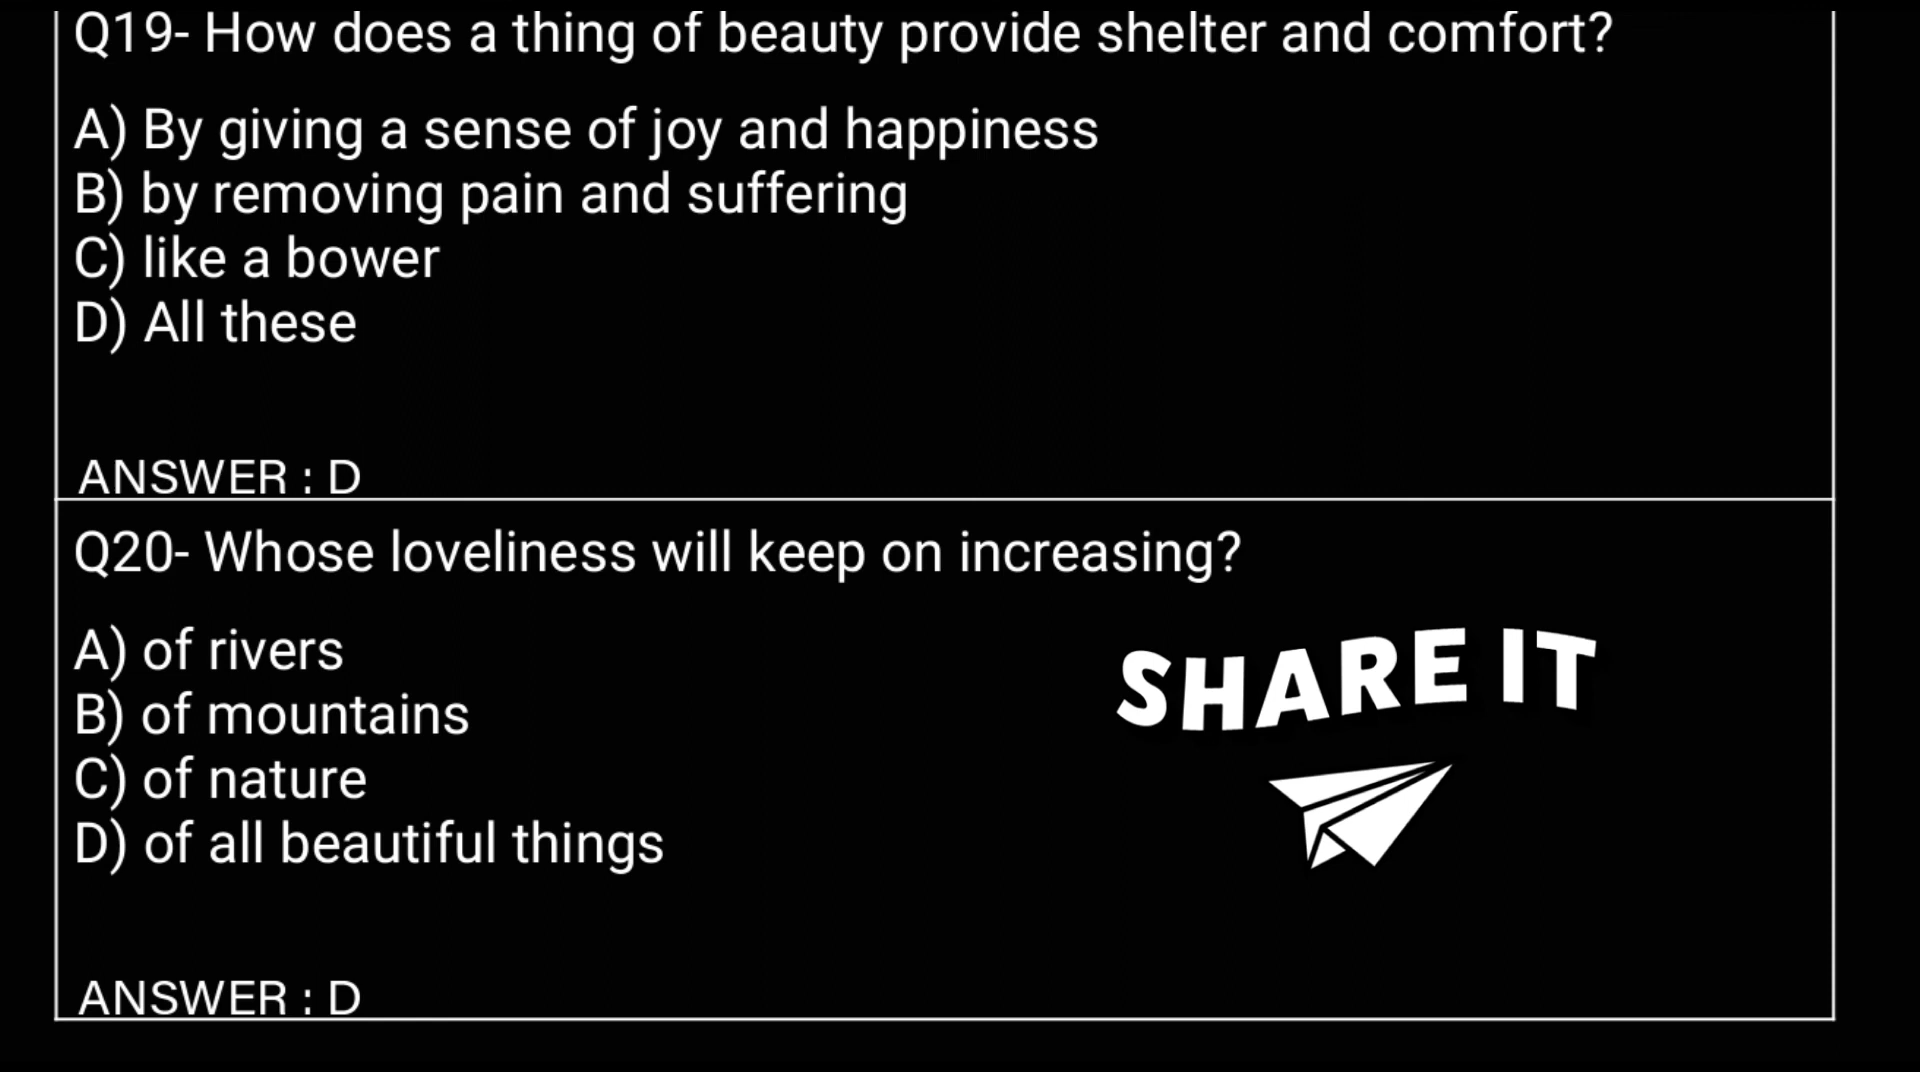 Q19- How does a thing of beauty provide shelter and comfort?
A) By giving a sense of joy and happiness
B) by removing pain and suffering
C) like a bower
D) All these
ANSWER : D
Q20- Whose loveliness will keep on increasing?
A) of rivers
B) of mountains
C) of nature
D) of all beautiful things
SHARE IT
ANSWER : D